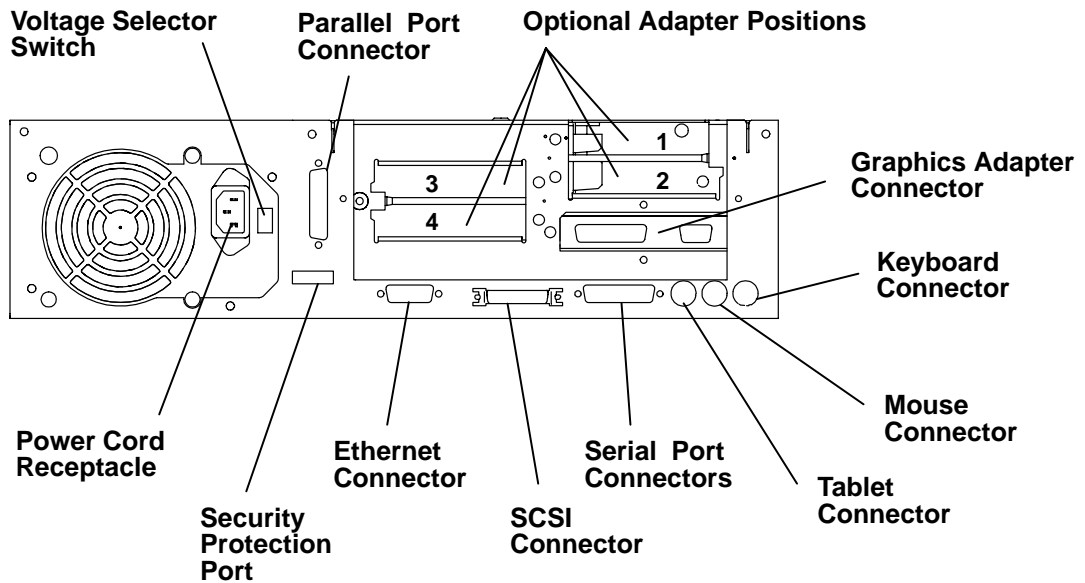 Voltage Selector
Switch
Parallel Port
Connector
Optional Adapter Positions
1
2
3
4
Graphics Adapter
Connector
Keyboard
Connector
Mouse
Connector
Power Cord
Receptacle
Ethernet
Connector
Serial Port
Connectors
Tablet
Connector
Security
Protection
Port
SCSI
Connector